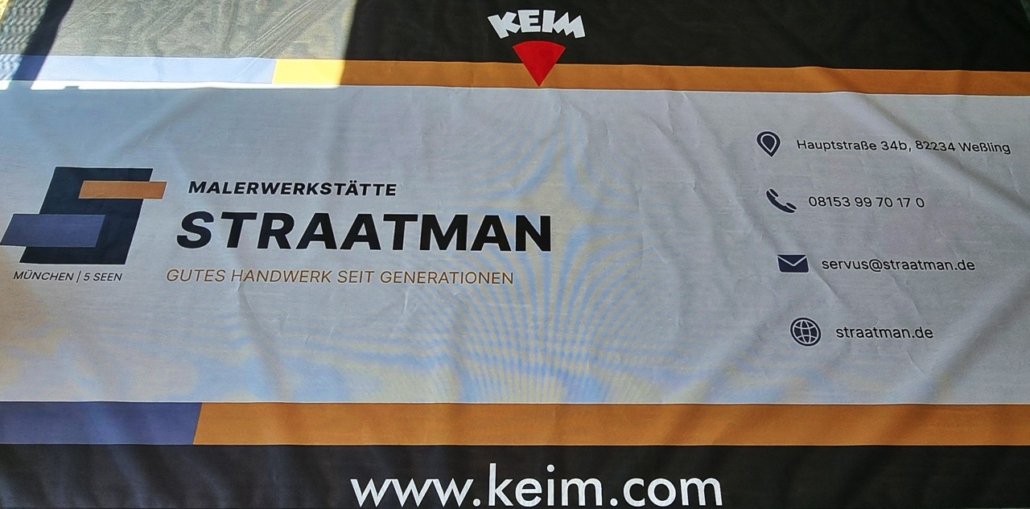 KEIM
MALERWERKSTÄTTE
STRAATMAN
GUTES HANDWERK SEIT GENERATIONEN
MÜNCHEN | 5 SEEN
Hauptstraße 34b, 82234 Weßling
08153 99 70 17 0
servus@straatman.de
straatman.de
www.keim.com